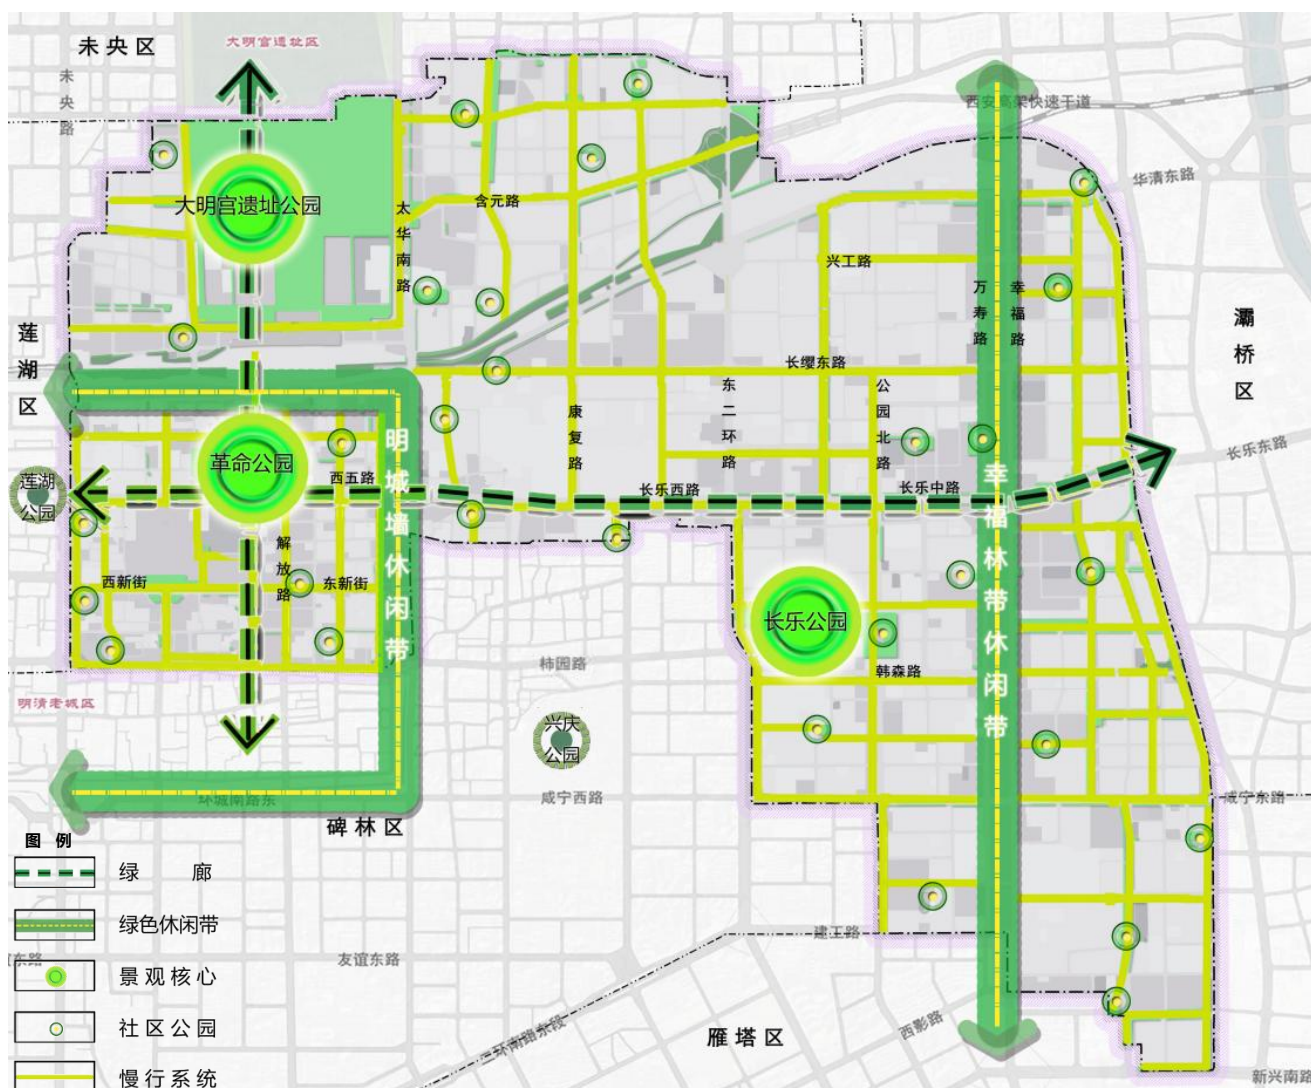 未央区
大明宫遗址区
未央路
西安高架快速干道
华清东路
大明宫遗址公园
太华南路
含元路
兴工路
万寿路
幸福路
灞桥区
莲湖区
长缨东路
康复路
东二环路
公园北路
明城墙休闲带
革命公园
西五路
长乐东路
莲湖
公园
长乐西路
长乐中路
幸福林带休闲带
解放路
西新街
东新街
长乐公园
柿园路
韩森路
明清老城区
兴庆
公园
环城南路东
咸宁西路
咸宁东路
碑林区
图例
绿廊
绿色休闲带
建工路
友谊东路
东路
景观核心
社区公园
雁塔区
西影路
二环南路东段
慢行系统
新兴南路